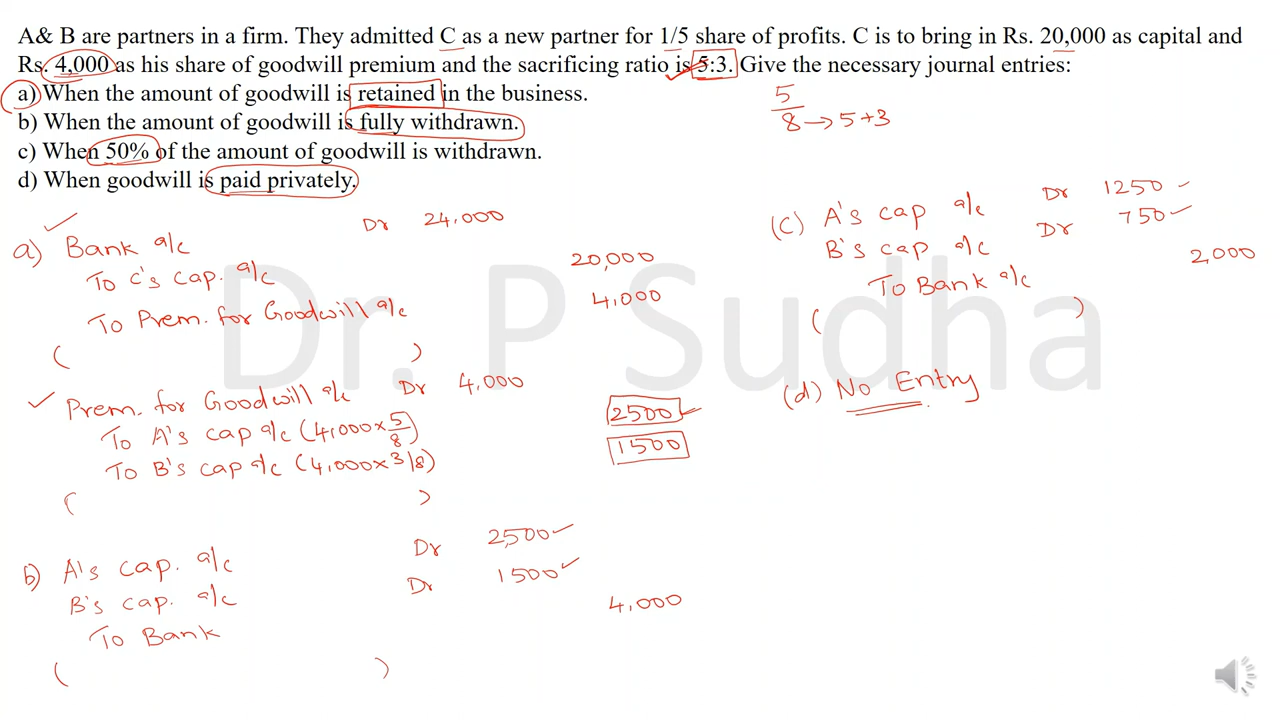 A& B are partners in a firm. They admitted C as a new partner for 1/5 share of profits. C is to bring in Rs. 20,000 as capital and
Rs. 4,000 as his share of goodwill premium and the sacrificing ratio is 5:3. Give the necessary journal entries:
a) When the amount of goodwill is retained in the business.
b) When the amount of goodwill is fully withdrawn.
c) When 50% of the amount of goodwill is withdrawn.
d) When goodwill is paid privately.
5/8 → 5+3
a) Bank a/c Dr 24,000
To C's cap. a/c 20,000
To Prem. for Goodwill a/c 4,000
( )
Prem. for Goodwill a/c Dr 4,000
To A's cap a/c (4,000 × 5/8) 2500
To B's cap a/c (4,000 × 3/8) 1500
( )
b) A's cap. a/c Dr 2,500
B's cap. a/c Dr 1500
To Bank 4,000
( )
(c) A's cap a/c Dr 1250
B's cap a/c Dr 750
To Bank a/c 2,000
( )
(d) No Entry
Dr. P Sudha